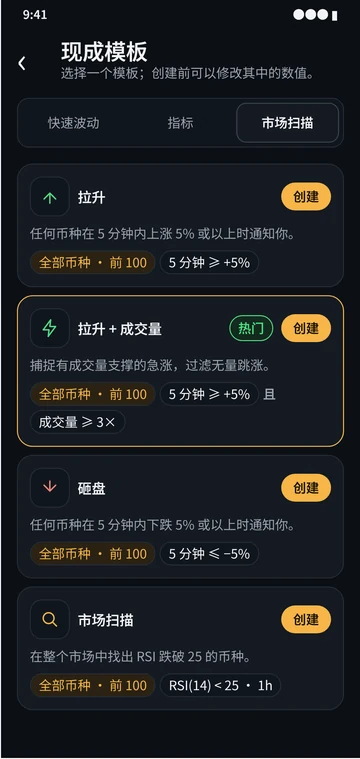 9:41
现成模板
选择一个模板；创建前可以修改其中的数值。
快速波动 指标 市场扫描
拉升 创建
任何币种在 5 分钟内上涨 5% 或以上时通知你。
全部币种 · 前 100 5 分钟 ≥ +5%
拉升 + 成交量 热门 创建
捕捉有成交量支撑的急涨，过滤无量跳涨。
全部币种 · 前 100 5 分钟 ≥ +5% 且
成交量 ≥ 3×
砸盘 创建
任何币种在 5 分钟内下跌 5% 或以上时通知你。
全部币种 · 前 100 5 分钟 ≤ −5%
市场扫描 创建
在整个市场中找出 RSI 跌破 25 的币种。
全部币种 · 前 100 RSI(14) < 25 · 1h